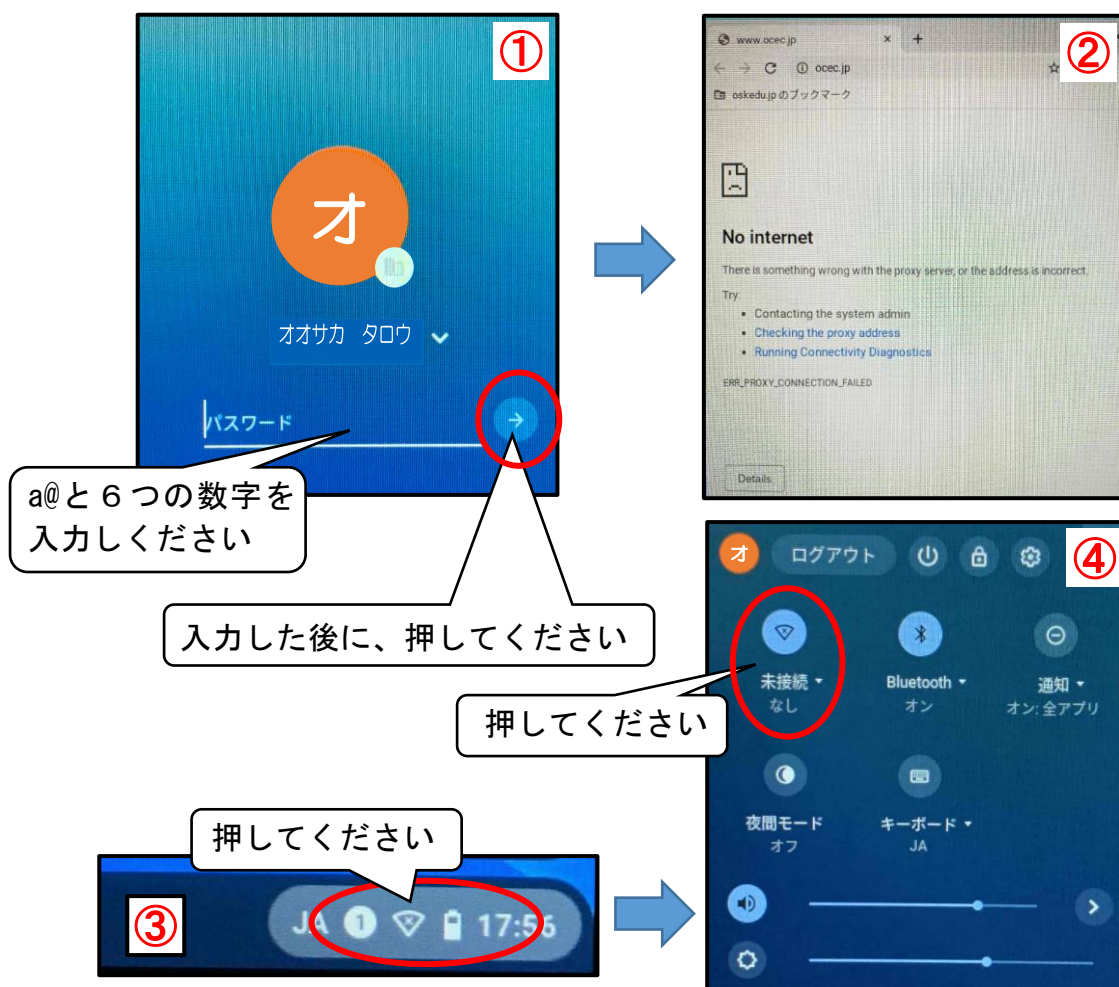 ①
オ
オオサカ タロウ
パスワード
a@と６つの数字を
入力しください
入力した後に、押してください
②
www.ocec.jp
ocec.jp
oskedu.jp のブックマーク
No internet
There is something wrong with the proxy server, or the address is incorrect.
Try:
• Contacting the system admin
• Checking the proxy address
• Running Connectivity Diagnostics
ERR_PROXY_CONNECTION_FAILED
Details
③
押してください
JA 1 17:56
④
オ ログアウト
未接続 Bluetooth 通知
なし オン オン: 全アプリ
押してください
夜間モード キーボード
オフ JA